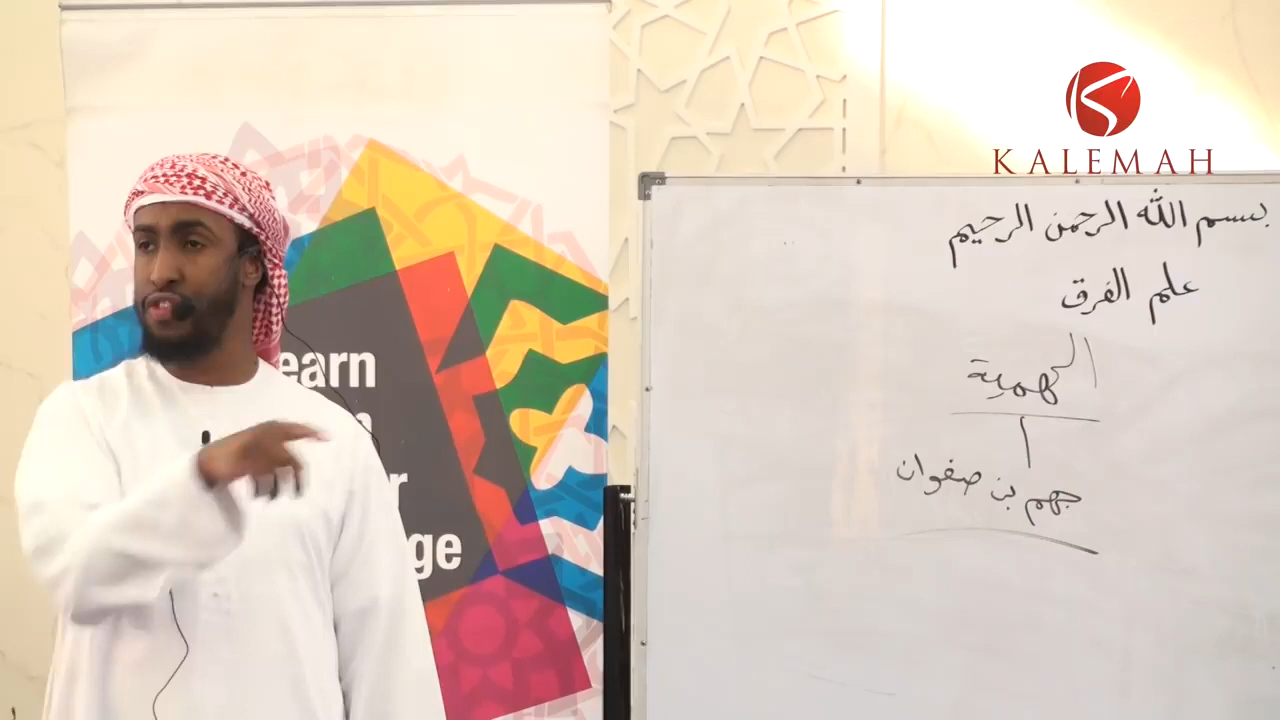 KALEMAH
بسم الله الرحمن الرحيم
علم الفرق
الجهمية
جهم بن صفوان
earn
ge